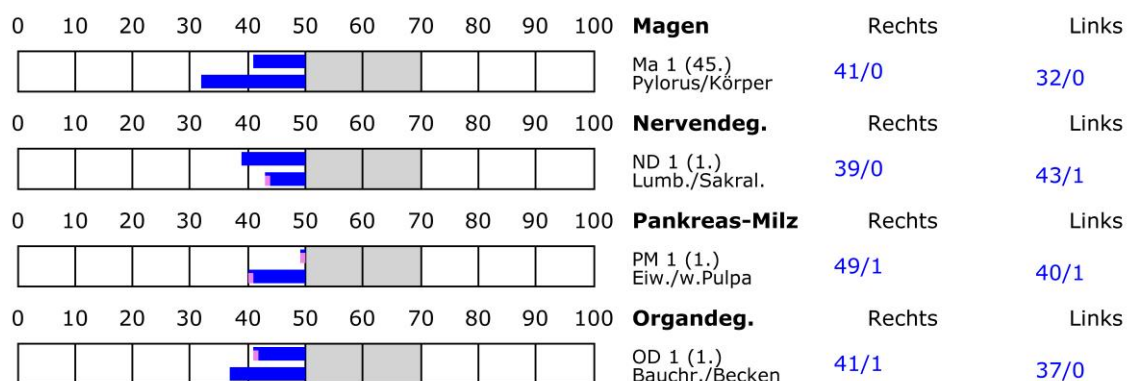 0 10 20 30 40 50 60 70 80 90 100 Magen Rechts Links
Ma 1 (45.)
Pylorus/Körper 41/0 32/0
0 10 20 30 40 50 60 70 80 90 100 Nervendeg. Rechts Links
ND 1 (1.)
Lumb./Sakral. 39/0 43/1
0 10 20 30 40 50 60 70 80 90 100 Pankreas-Milz Rechts Links
PM 1 (1.)
Eiw./w.Pulpa 49/1 40/1
0 10 20 30 40 50 60 70 80 90 100 Organdeg. Rechts Links
OD 1 (1.)
Bauchr./Becken 41/1 37/0